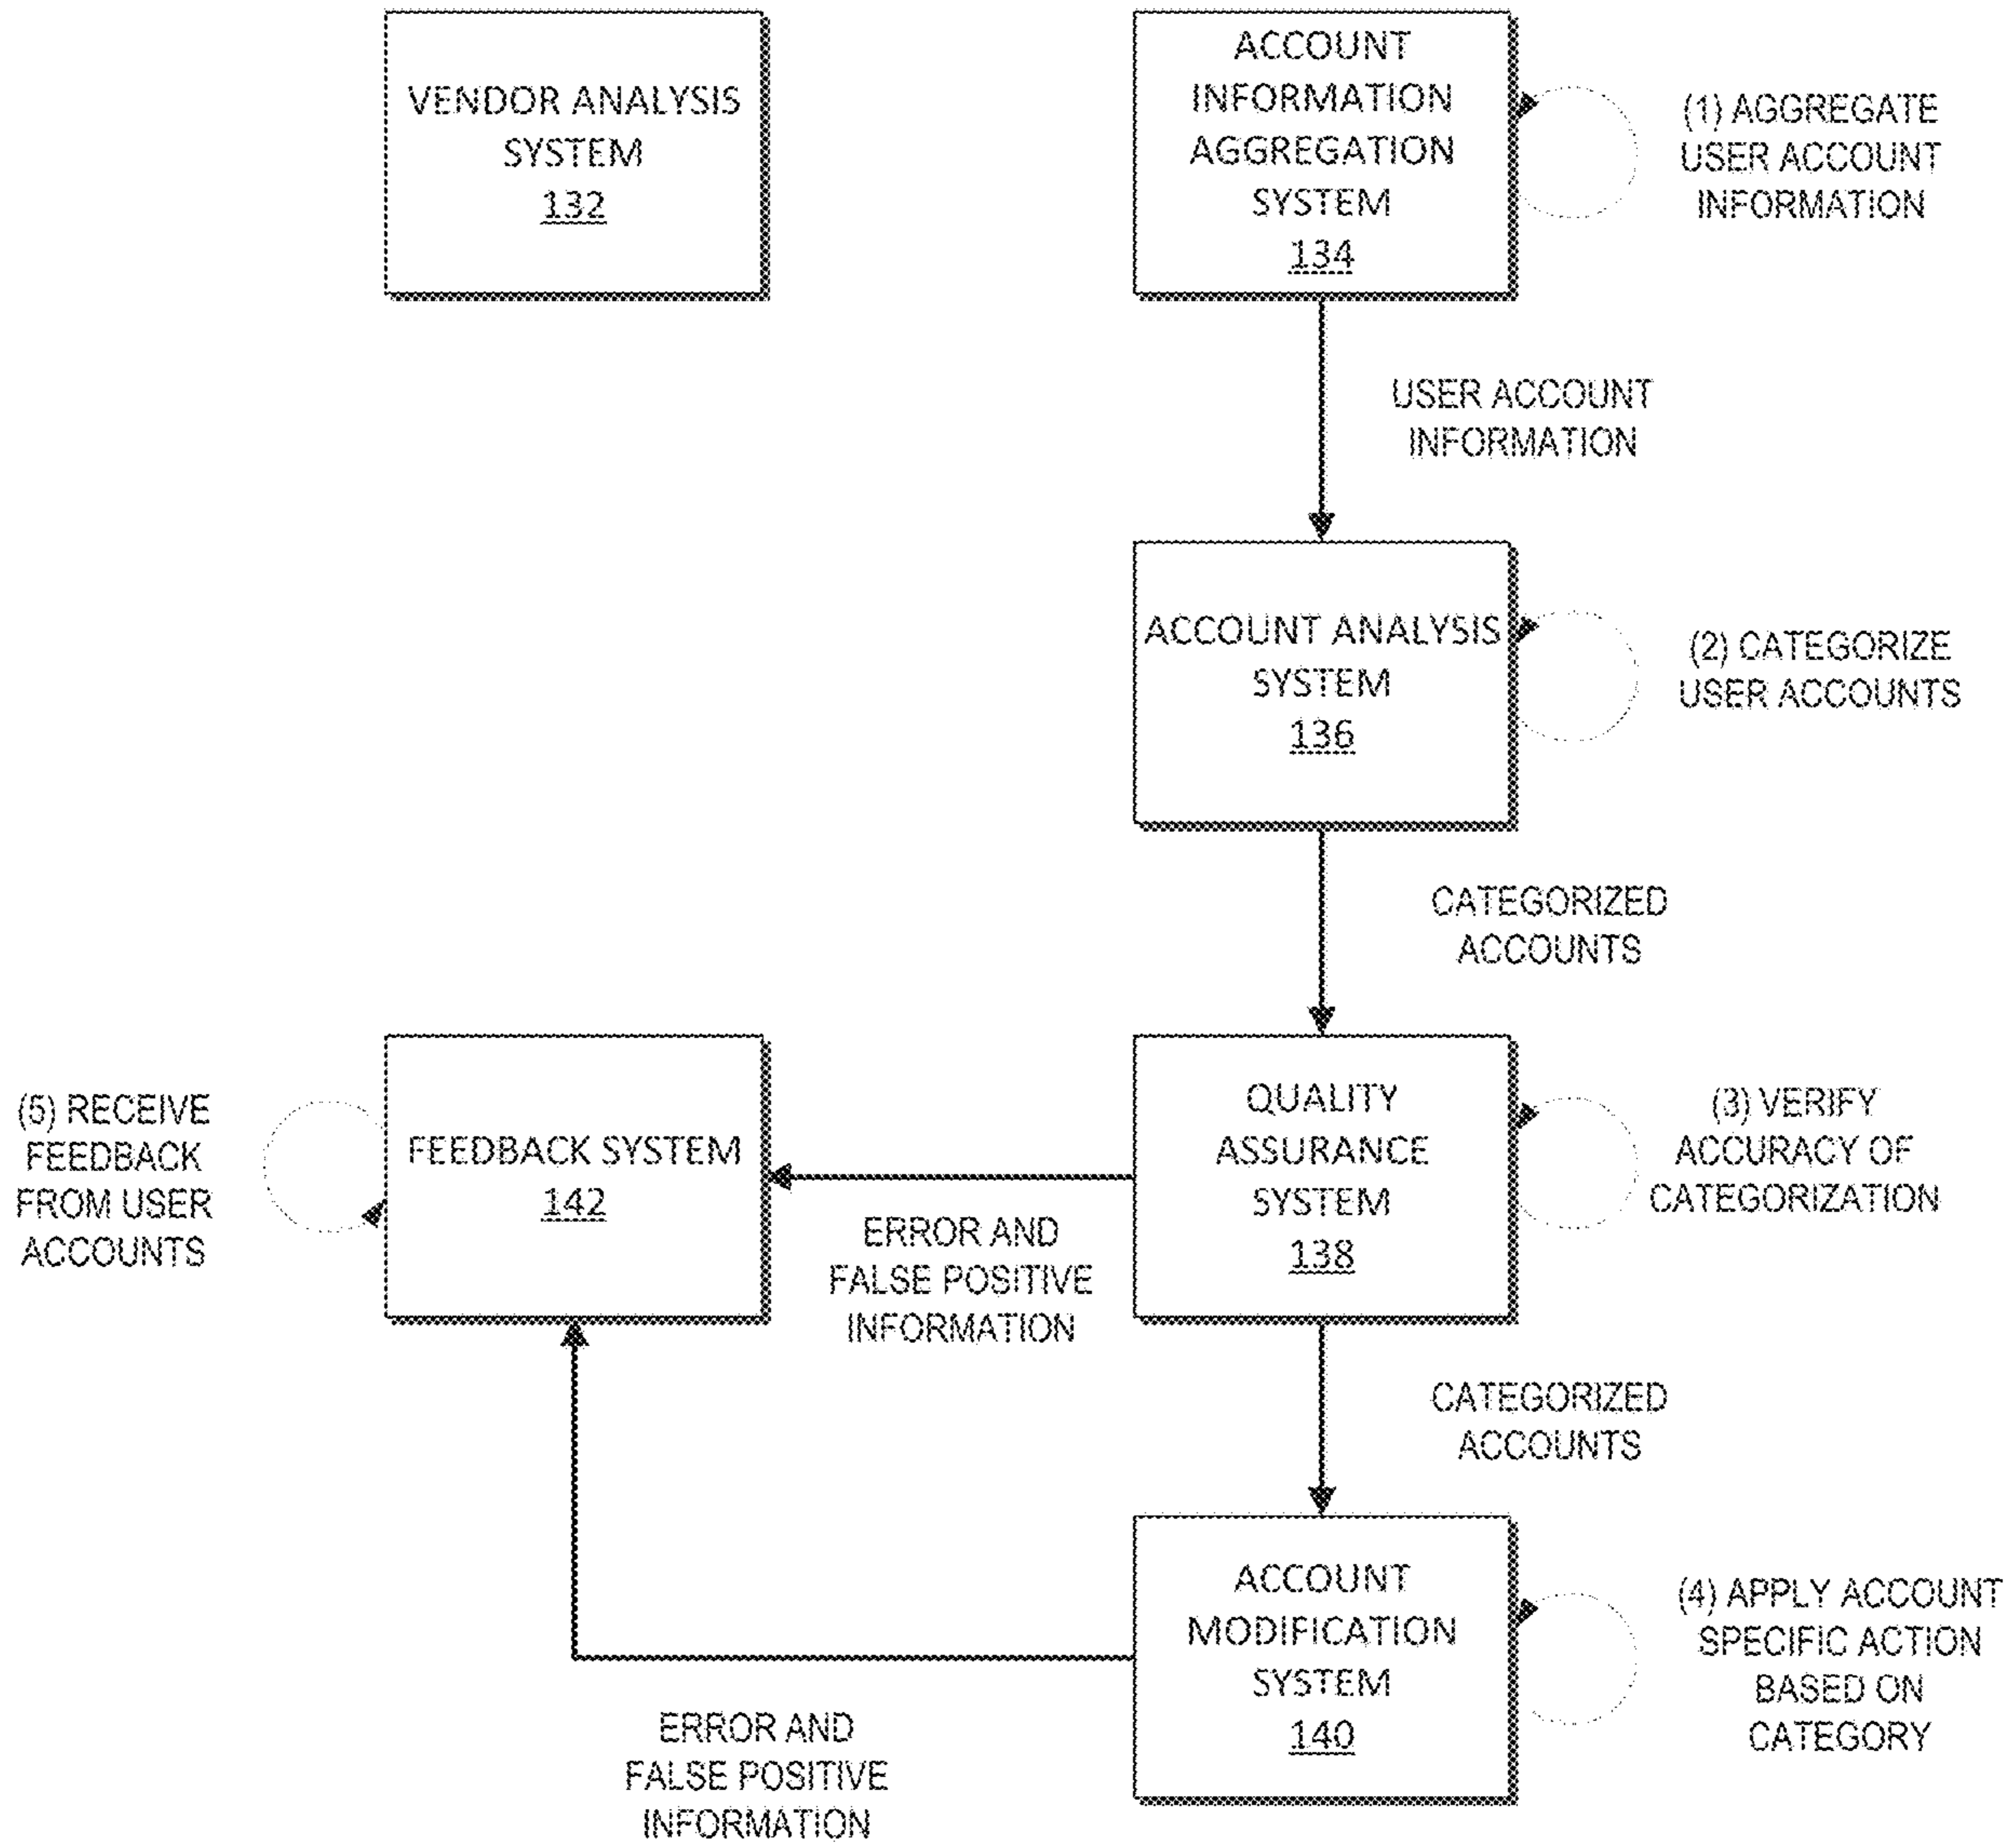 VENDOR ANALYSIS
SYSTEM
132
ACCOUNT
INFORMATION
AGGREGATION
SYSTEM
134
(1) AGGREGATE
USER ACCOUNT
INFORMATION
USER ACCOUNT
INFORMATION
ACCOUNT ANALYSIS
SYSTEM
136
(2) CATEGORIZE
USER ACCOUNTS
CATEGORIZED
ACCOUNTS
(5) RECEIVE
FEEDBACK
FROM USER
ACCOUNTS
FEEDBACK SYSTEM
142
ERROR AND
FALSE POSITIVE
INFORMATION
QUALITY
ASSURANCE
SYSTEM
138
(3) VERIFY
ACCURACY OF
CATEGORIZATION
CATEGORIZED
ACCOUNTS
ERROR AND
FALSE POSITIVE
INFORMATION
ACCOUNT
MODIFICATION
SYSTEM
140
(4) APPLY ACCOUNT
SPECIFIC ACTION
BASED ON
CATEGORY